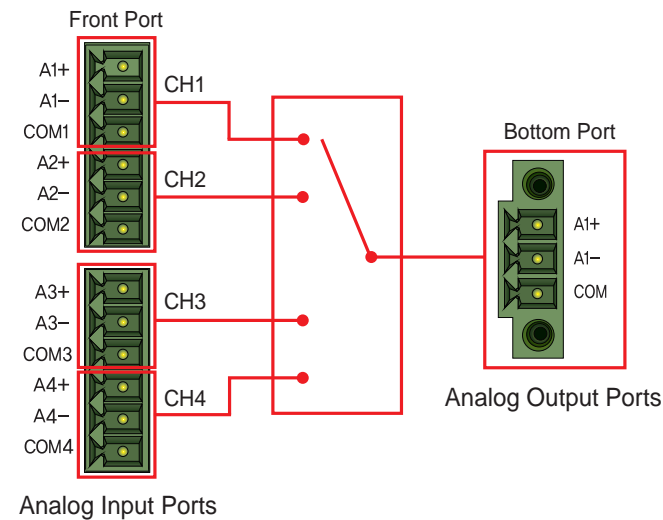 Front Port
A1+
A1−
COM1
CH1
A2+
A2−
COM2
CH2
A3+
A3−
COM3
CH3
A4+
A4−
COM4
CH4
Analog Input Ports
Bottom Port
A1+
A1−
COM
Analog Output Ports